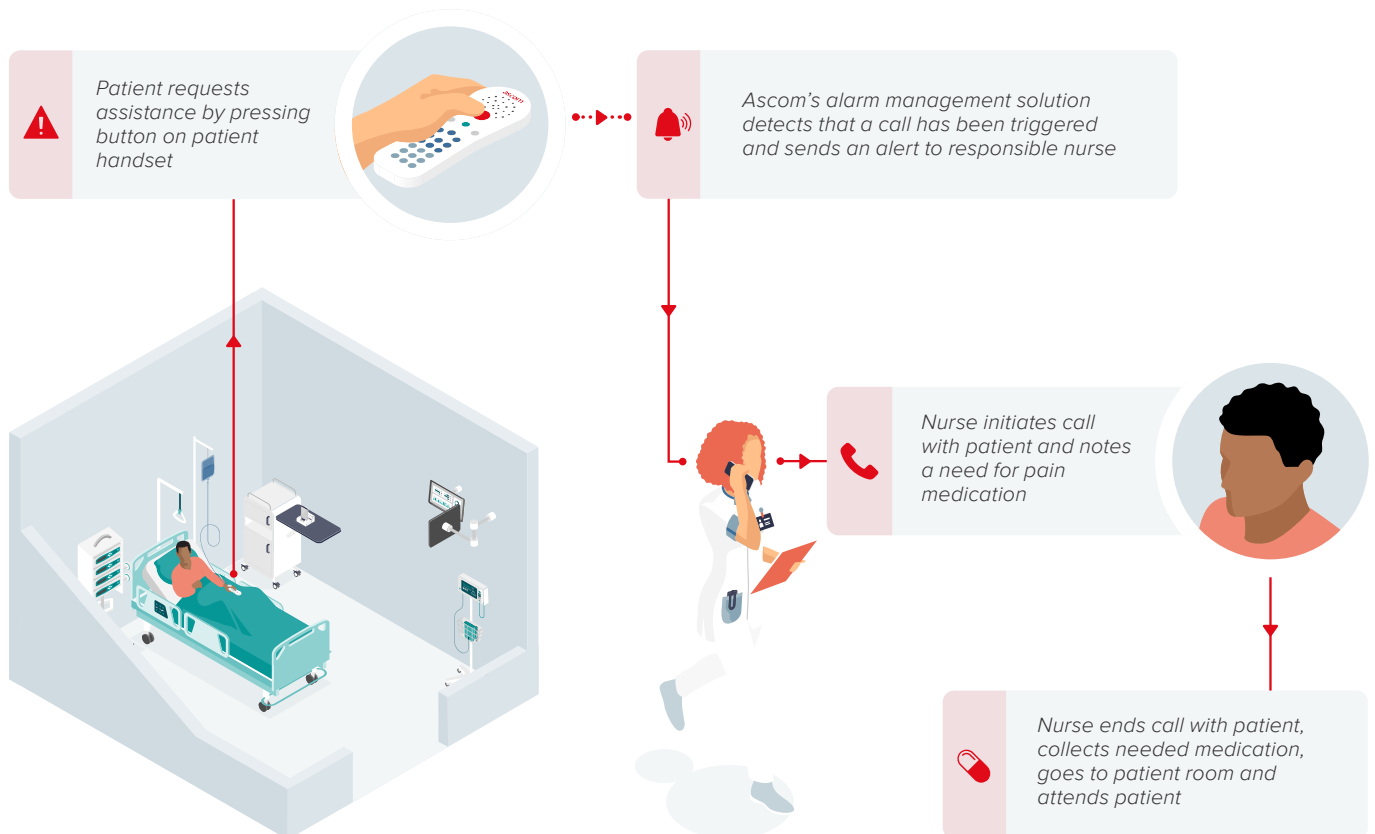 Patient requests
assistance by pressing
button on patient
handset
ascom
Ascom's alarm management solution
detects that a call has been triggered
and sends an alert to responsible nurse
Nurse initiates call
with patient and notes
a need for pain
medication
Nurse ends call with patient,
collects needed medication,
goes to patient room and
attends patient